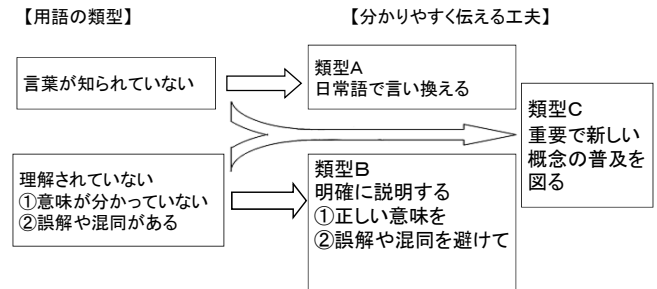 【用語の類型】
【分かりやすく伝える工夫】
言葉が知られていない
類型A
日常語で言い換える
類型C
重要で新しい
概念の普及を
図る
理解されていない
①意味が分かっていない
②誤解や混同がある
類型B
明確に説明する
①正しい意味を
②誤解や混同を避けて